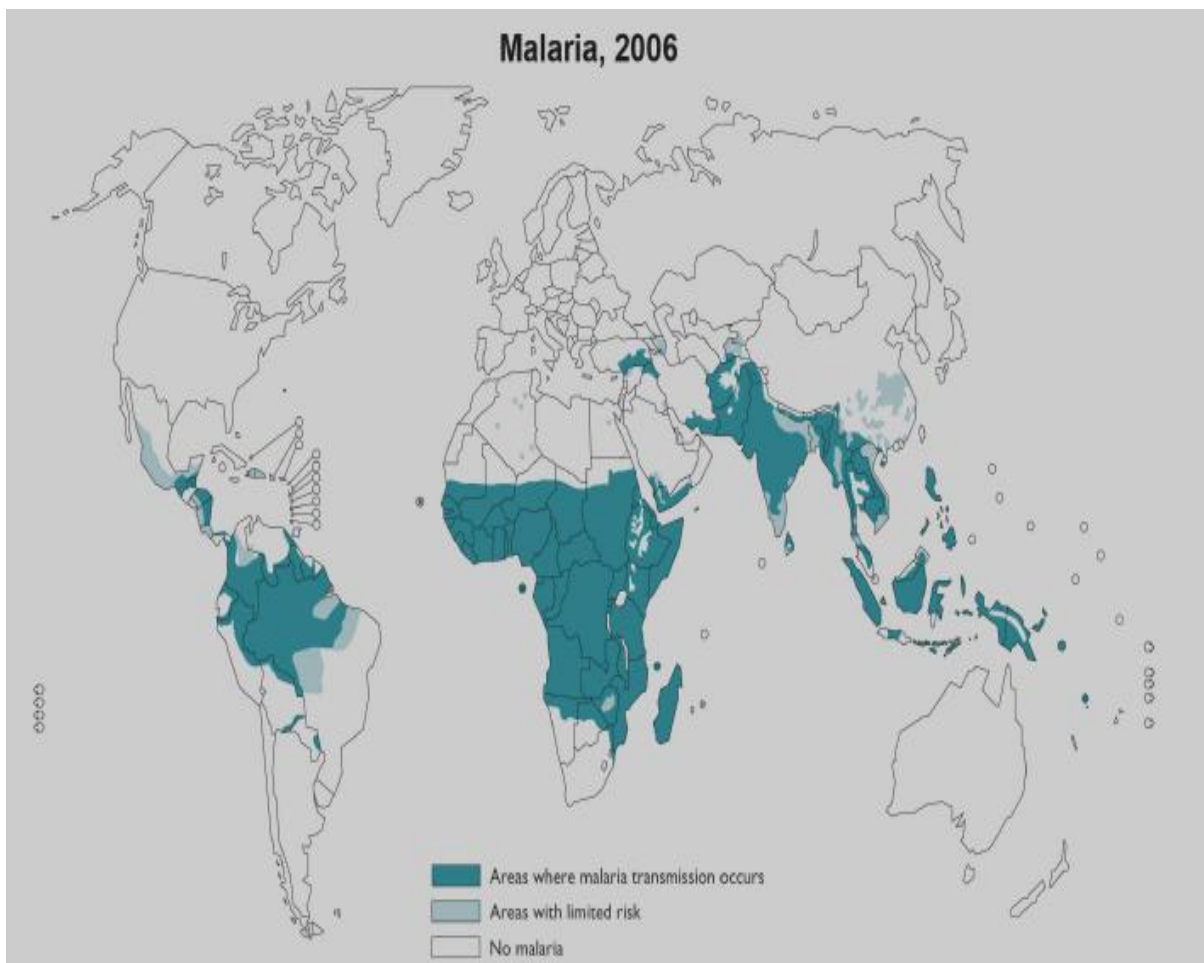 Malaria, 2006
Areas where malaria transmission occurs
Areas with limited risk
No malaria